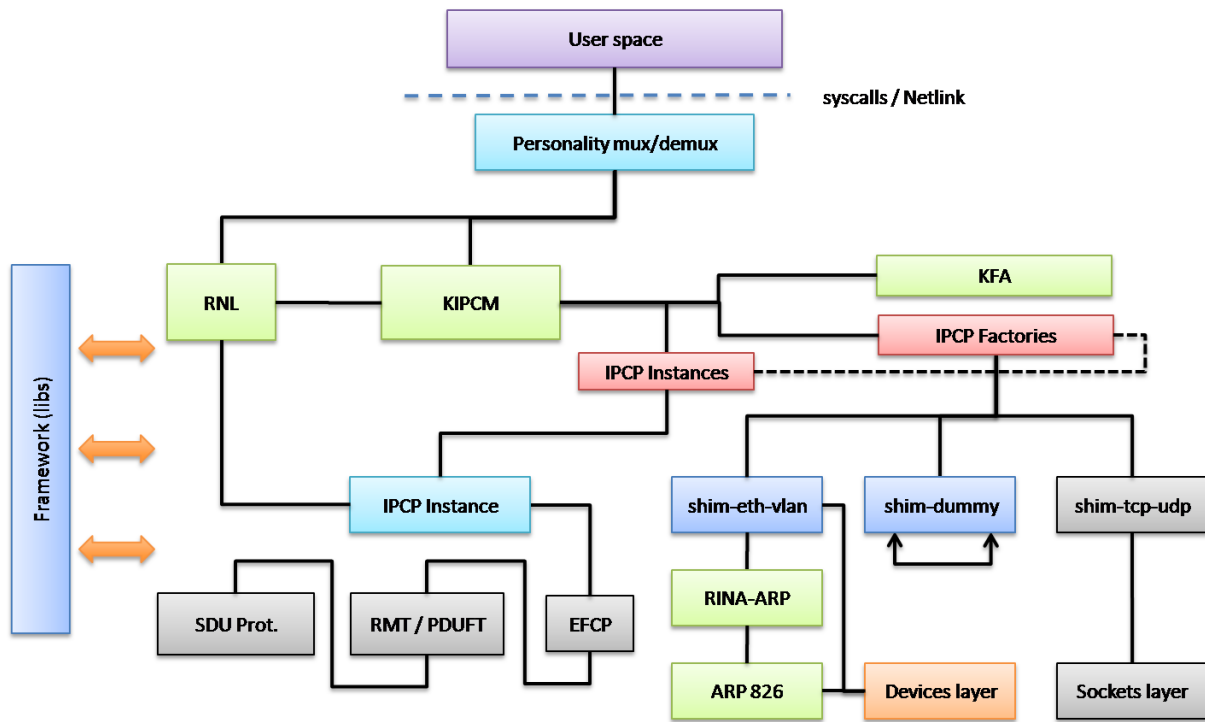 User space
syscalls / Netlink
Personality mux/demux
Framework (libs)
RNL
KIPCM
KFA
IPCP Factories
IPCP Instances
IPCP Instance
shim-eth-vlan
shim-dummy
shim-tcp-udp
SDU Prot.
RMT / PDUFT
EFCP
RINA-ARP
ARP 826
Devices layer
Sockets layer